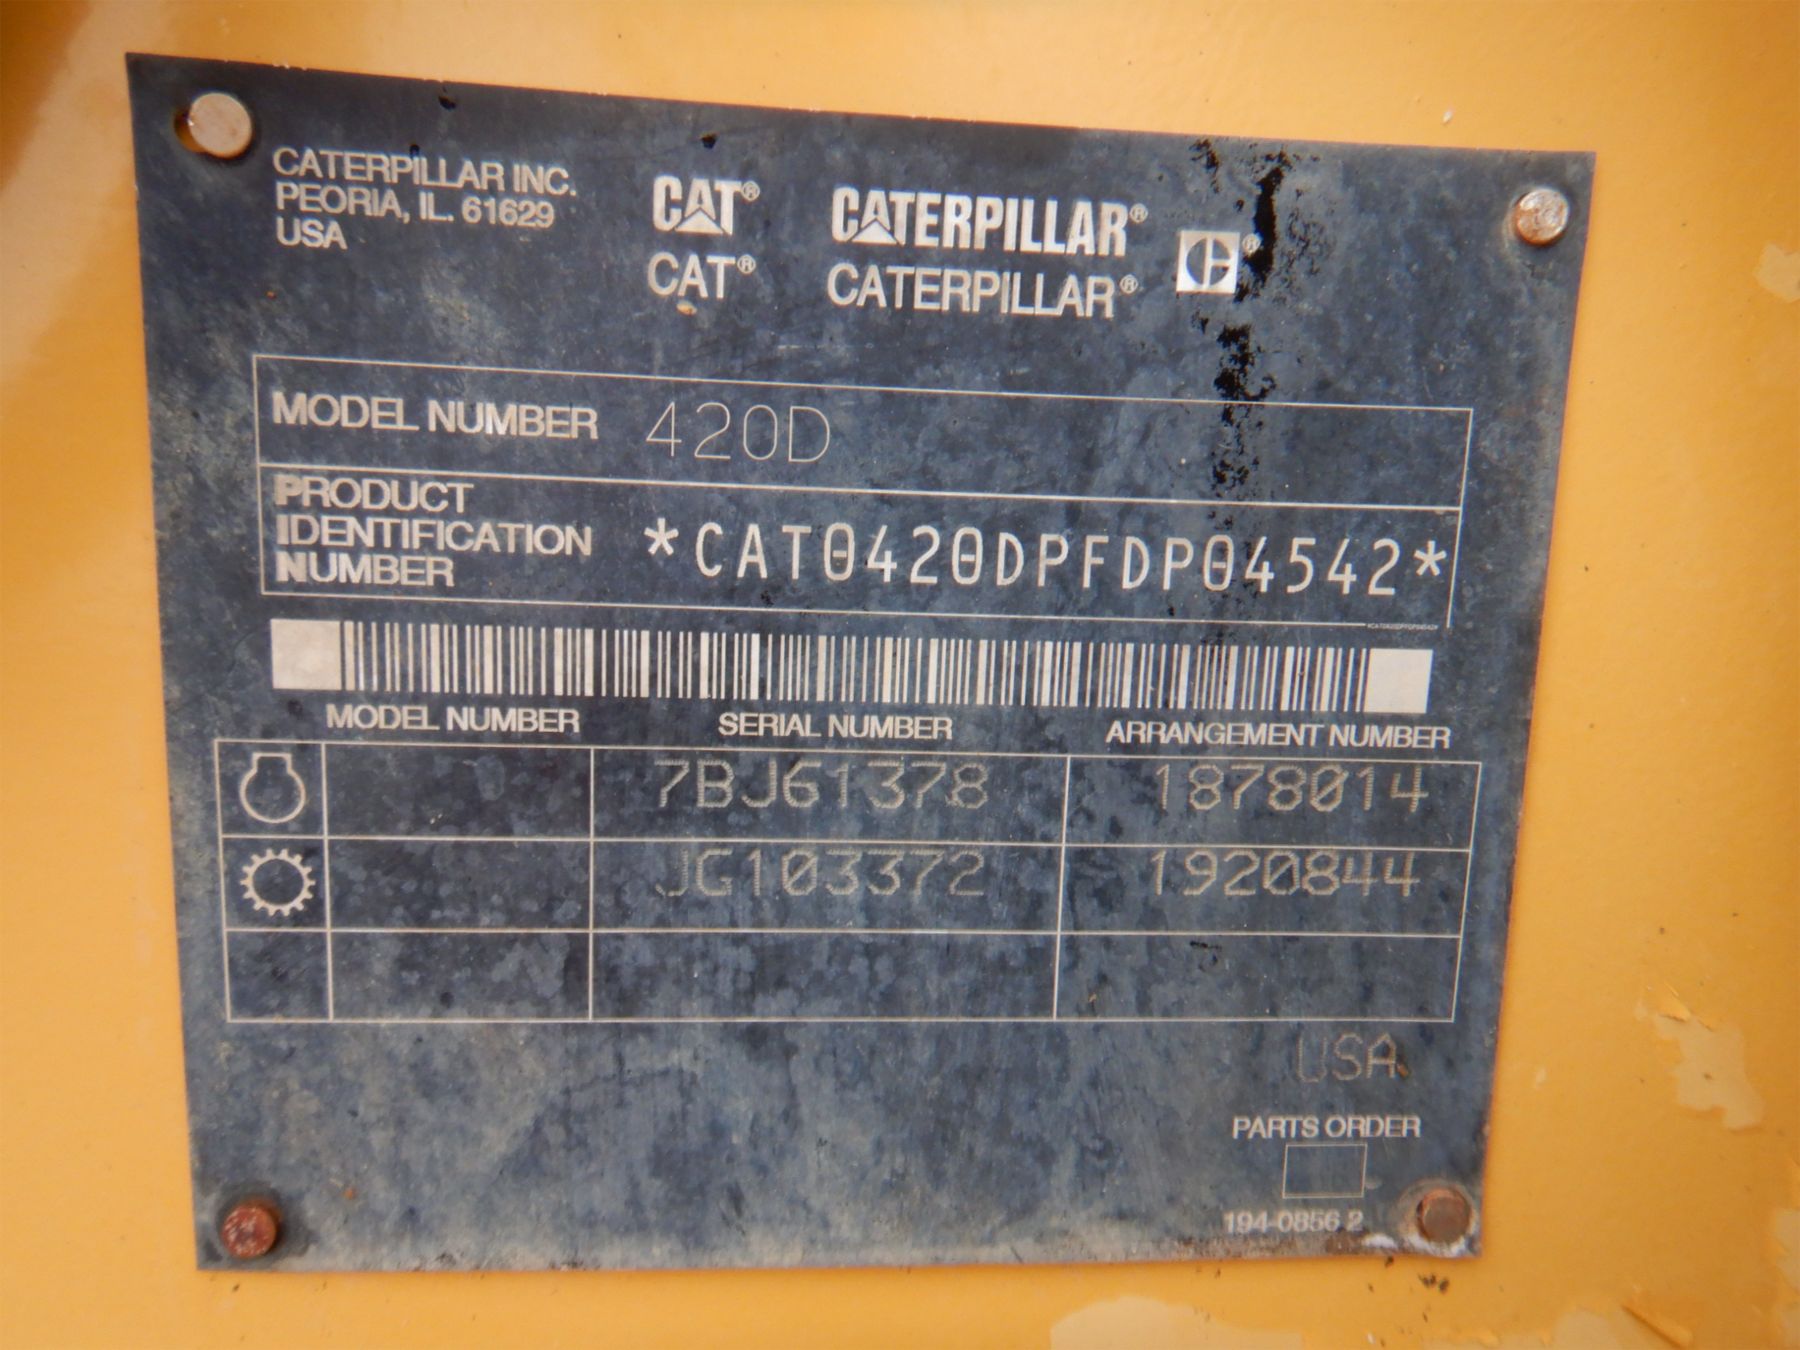 CATERPILLAR INC.
PEORIA, IL. 61629
USA
CAT® CATERPILLAR® ®
CAT® CATERPILLAR®
MODEL NUMBER 420D
PRODUCT
IDENTIFICATION
NUMBER
*CAT0420DPFDP04542*
MODEL NUMBER SERIAL NUMBER ARRANGEMENT NUMBER
7BJ61378 1878014
JG103372 1920844
USA
PARTS ORDER
194-0856 2